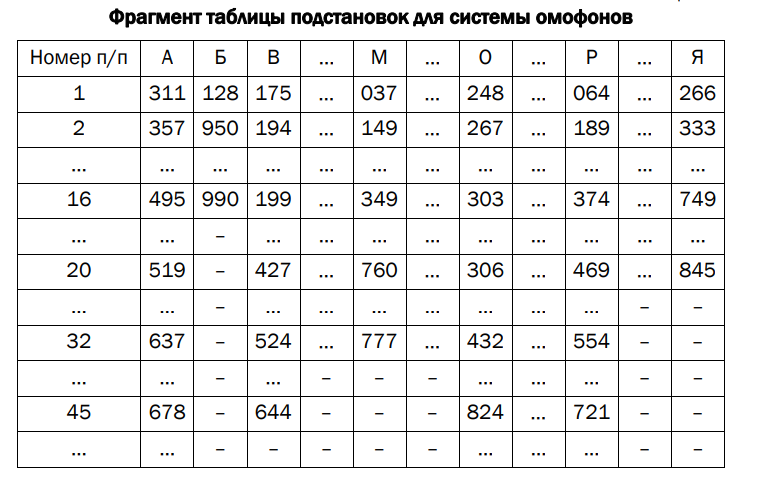 Фрагмент таблицы подстановок для системы омофонов
Номер п/п А Б В ... М ... О ... Р ... Я
1 311 128 175 ... 037 ... 248 ... 064 ... 266
2 357 950 194 ... 149 ... 267 ... 189 ... 333
... ... ... ... ... ... ... ... ... ... ... ...
16 495 990 199 ... 349 ... 303 ... 374 ... 749
... ... – ... ... ... ... ... ... ... ... ...
20 519 – 427 ... 760 ... 306 ... 469 ... 845
... ... – ... ... ... ... ... ... ... – –
32 637 – 524 ... 777 ... 432 ... 554 – –
... ... – ... – – – ... ... ... – –
45 678 – 644 – – – 824 ... 721 – –
... ... – – – – – ... ... ... – –